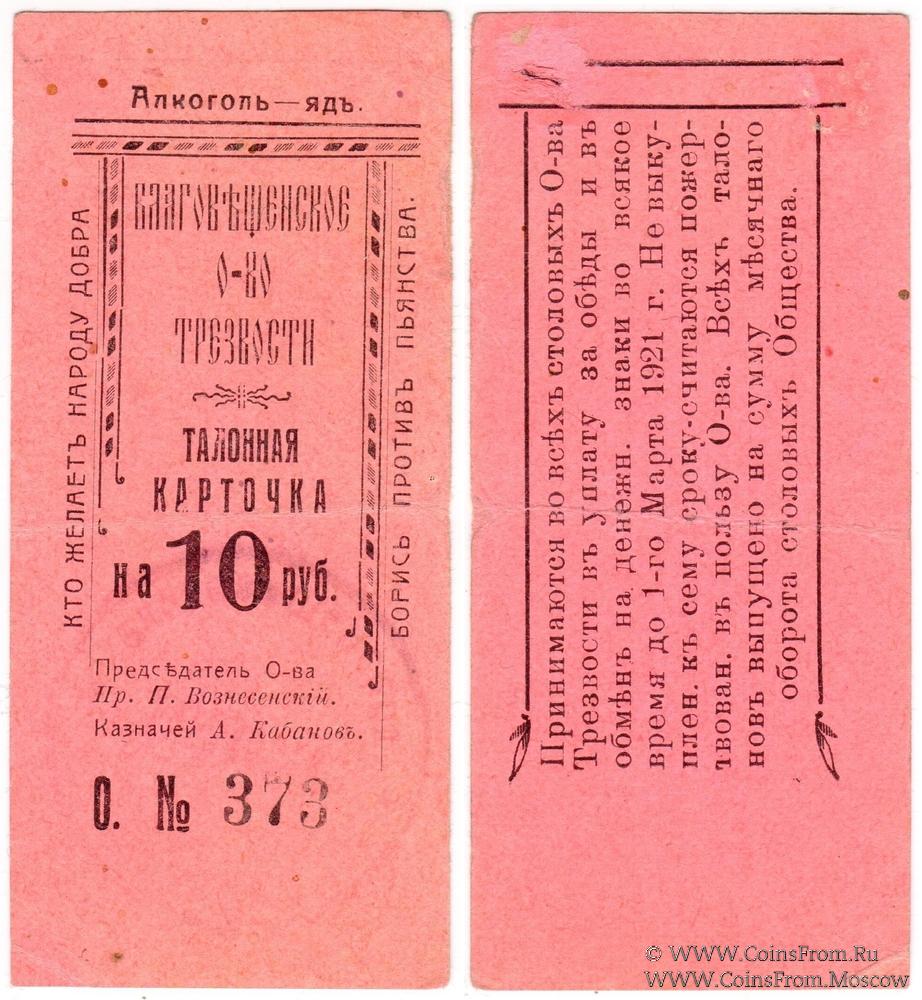 Алкоголь — ядъ.
КТО ЖЕЛАЕТЪ НАРОДУ ДОБРА
БОРИСЬ ПРОТИВЪ ПЬЯНСТВА.
БЛАГОВѢЩЕНСКОЕ
О-ВО
ТРЕЗВОСТИ
ТАЛОННАЯ
КАРТОЧКА
на 10 руб.
Предсѣдатель О-ва
Пр. П. Вознесенскій.
Казначей А. Кабановъ.
О. № 373
Принимаются во всѣхъ столовыхъ О-ва
Трезвости въ уплату за обѣды и въ
обмѣнъ на денежн. знаки во всякое
время до 1-го Марта 1921 г. Не выку-
плен. къ сему сроку-считаются пожер-
твован. въ пользу О-ва. Всѣхъ тало-
новъ выпущено на сумму мѣсячнаго
оборота столовыхъ Общества.
© WWW.CoinsFrom.Ru
WWW.CoinsFrom.Moscow